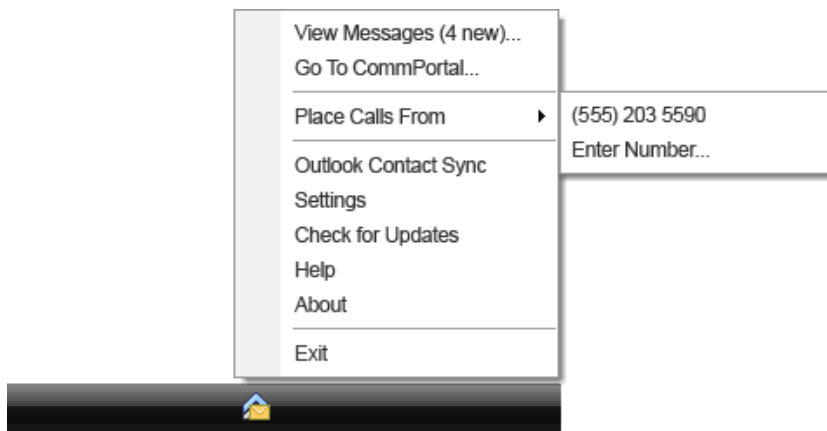 View Messages (4 new)...
Go To CommPortal...
Place Calls From
(555) 203 5590
Enter Number...
Outlook Contact Sync
Settings
Check for Updates
Help
About
Exit